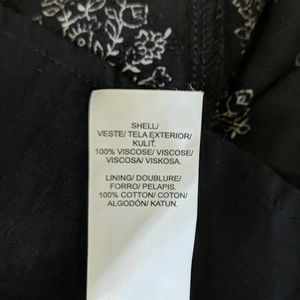 SHELL/
VESTE/ TELA EXTERIOR/
KULIT.
100% VISCOSE/ VISCOSE/
VISCOSA/ VISKOSA.
LINING/ DOUBLURE/
FORRO/ PELAPIS.
100% COTTON/ COTON/
ALGODÓN/ KATUN.